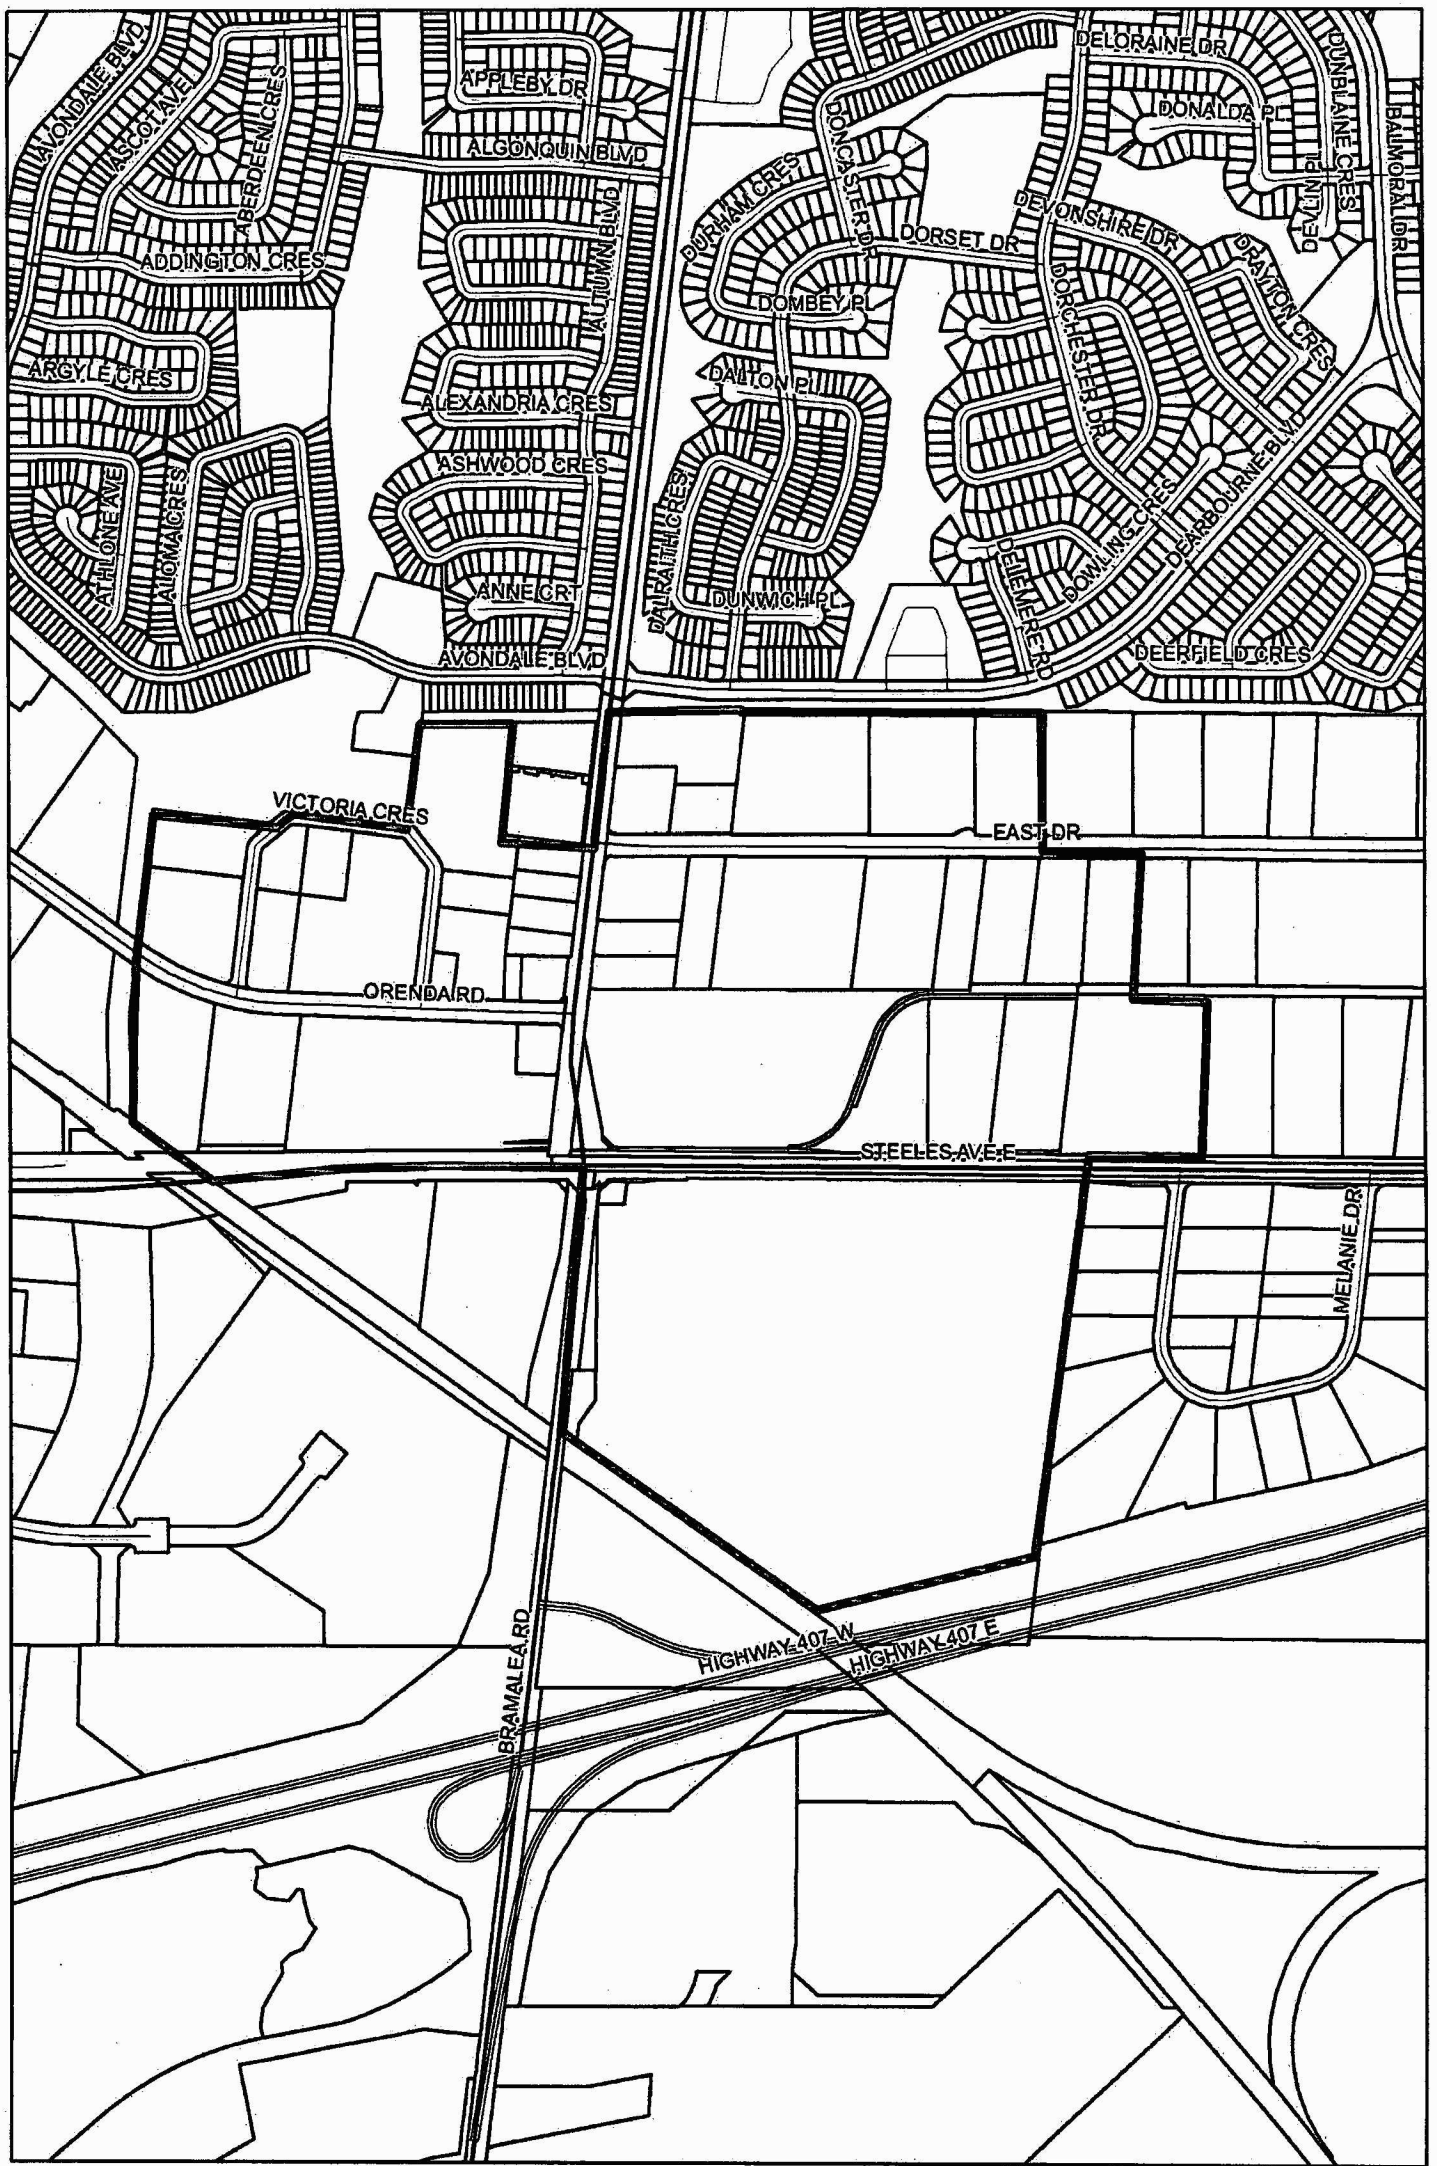 AVONDALE BLVD
ASCOT AVE
ABERDEEN CRES
APPLEBY DR
ALGONQUIN BLVD
AUTUMN BLVD
ADDINGTON CRES
ARGYLE CRES
ALEXANDRIA CRES
ASHWOOD CRES
ATHLONE AVE
ALOMA CRES
ANNE CRT
AVONDALE BLVD
DELORAINE DR
DUNBLAINE CRES
DONALDA PL
BALMORAL DR
DEVLIN PL
DONCASTER DR
DURHAM CRES
DORSET DR
DEVONSHIRE DR
DRAYTON CRES
DOMBEY PL
DORCHESTER DR
DALTON PL
DALRAITH CRES
DUNWICH PL
DEARBOURNE BLVD
DOWLING CRES
DELEMERE RD
DEERFIELD CRES
VICTORIA CRES
EAST DR
ORENDA RD
STEELES AVE E
MELANIE DR
BRAMALEA RD
HIGHWAY 407 W
HIGHWAY 407 E